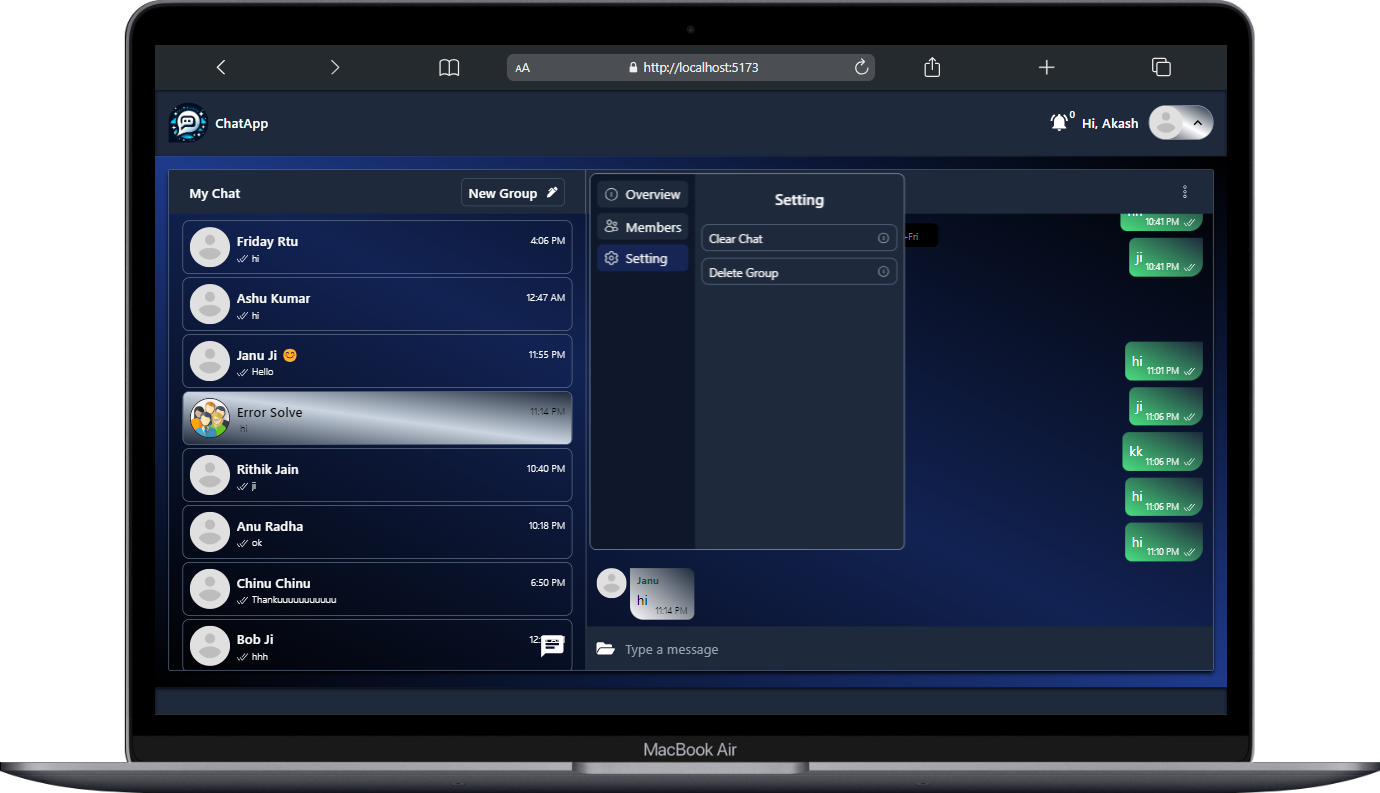 AA http://localhost:5173
ChatApp
0
Hi, Akash
My Chat
New Group
Friday Rtu 4:06 PM
hi
Ashu Kumar 12:47 AM
hi
Janu Ji 😊 11:55 PM
Hello
Error Solve 11:14 PM
hi
Rithik Jain 10:40 PM
ji
Anu Radha 10:18 PM
ok
Chinu Chinu 6:50 PM
Thankuuuuuuuuuuu
Bob Ji
hhh
Overview
Members
Setting
Setting
Clear Chat
Delete Group
-Fri
10:41 PM
ji 10:41 PM
hi 11:01 PM
ji 11:06 PM
kk 11:06 PM
hi 11:06 PM
hi 11:10 PM
Janu
hi 11:14 PM
Type a message
MacBook Air